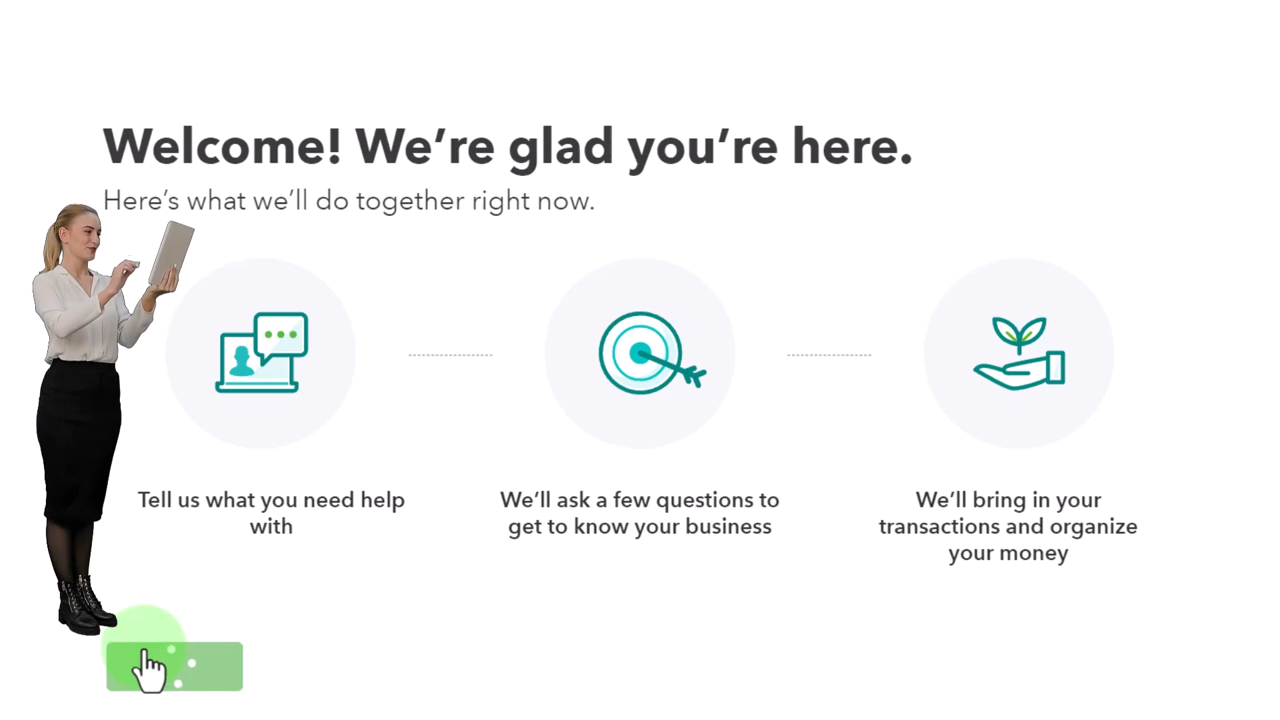 Welcome! We're glad you're here.
Here's what we'll do together right now.
Tell us what you need help
with
We'll ask a few questions to
get to know your business
We'll bring in your
transactions and organize
your money